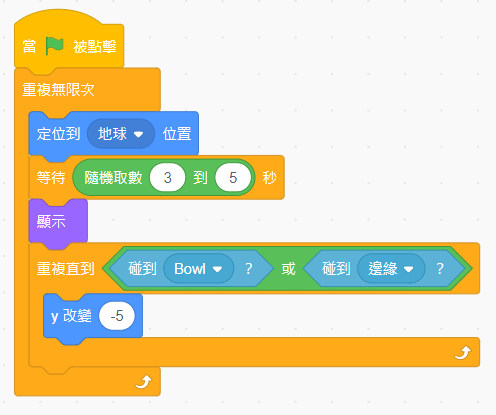 當 被點擊
重複無限次
定位到 地球 位置
等待 隨機取數 3 到 5 秒
顯示
重複直到 碰到 Bowl ? 或 碰到 邊緣 ?
y 改變 -5